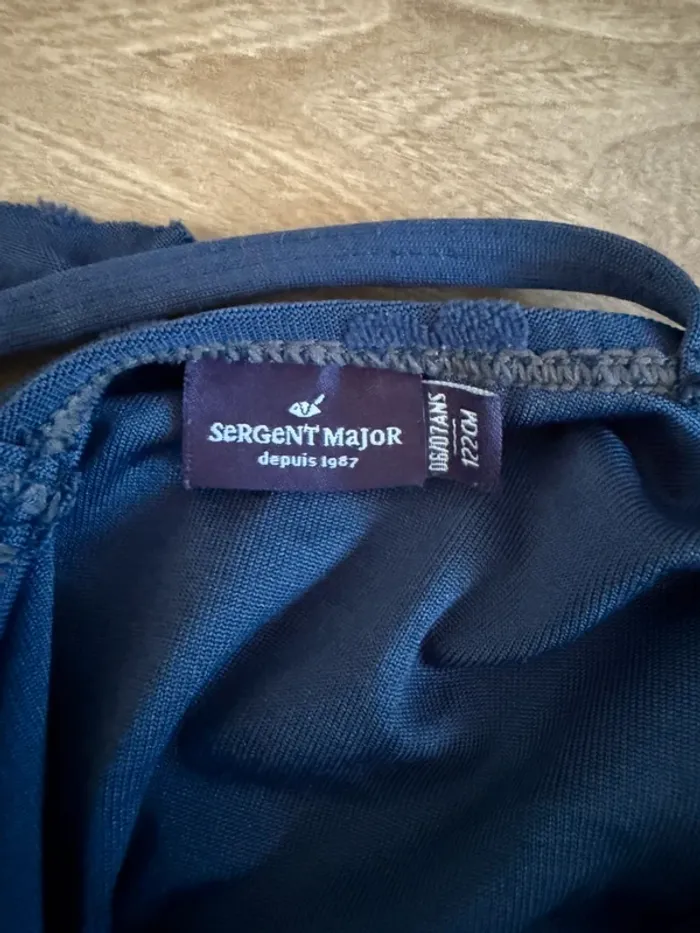 SeRGeNT MaJoR
depuis 1987
06/07ANS
122CM